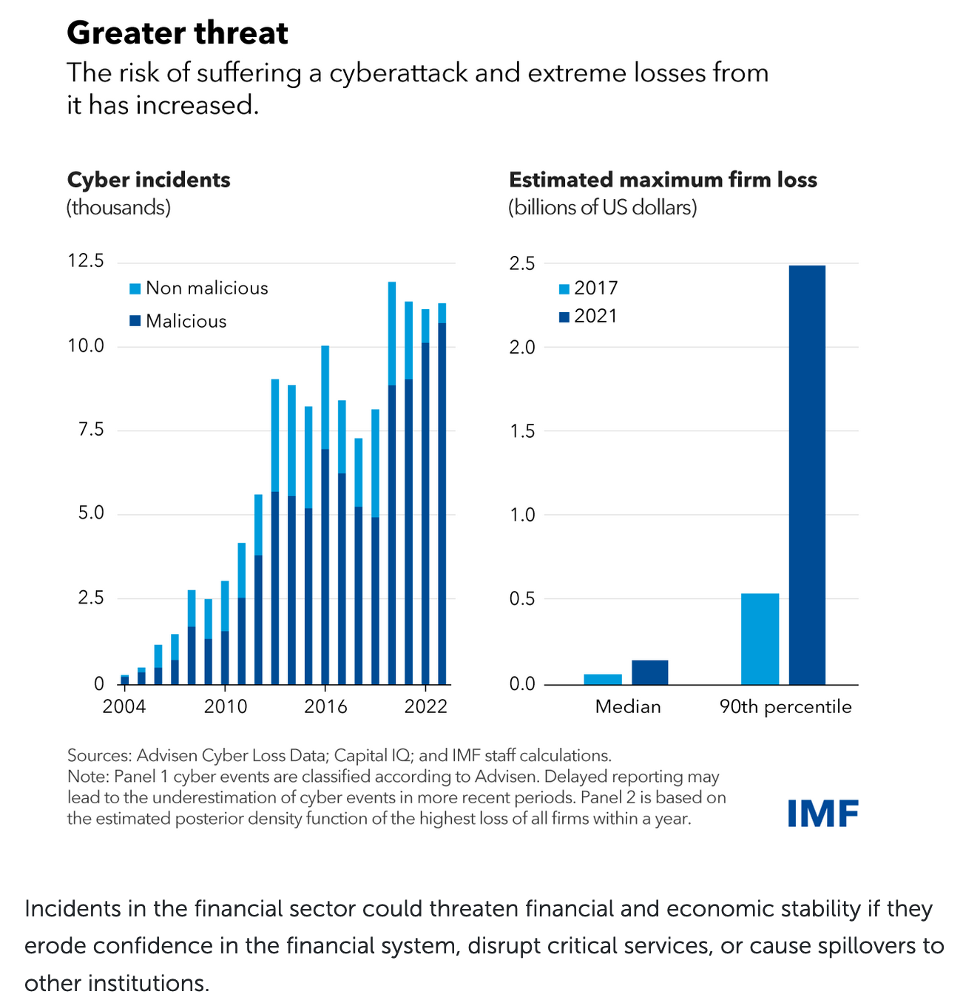 Greater threat
The risk of suffering a cyberattack and extreme losses from
it has increased.
Cyber incidents
(thousands)
12.5
10.0
7.5
5.0
2.5
0
Non malicious
Malicious
2004
2010
2016
2022
Estimated maximum firm loss
(billions of US dollars)
2.5
2.0
1.5
1.0
0.5
0.0
2017
2021
Median
90th percentile
Sources: Advisen Cyber Loss Data; Capital IQ; and IMF staff calculations.
Note: Panel 1 cyber events are classified according to Advisen. Delayed reporting may
lead to the underestimation of cyber events in more recent periods. Panel 2 is based on
the estimated posterior density function of the highest loss of all firms within a year.
IMF
Incidents in the financial sector could threaten financial and economic stability if they
erode confidence in the financial system, disrupt critical services, or cause spillovers to
other institutions.